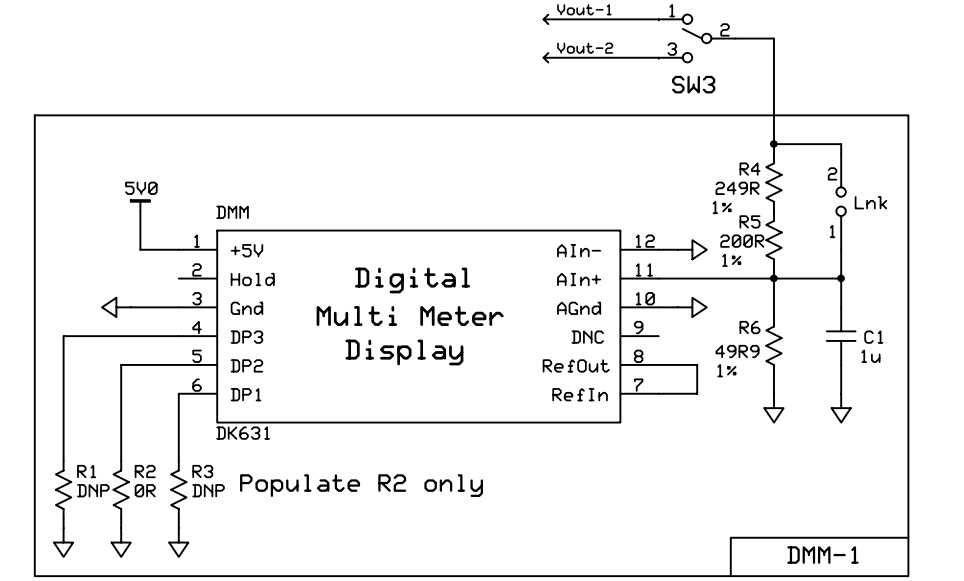 Vout-1
1
2
Vout-2
3
SW3
R4
249R
1%
2
Lnk
1
R5
200R
1%
5V0
DMM
1
+5V
AIn-
12
2
Hold
Digital
AIn+
11
3
Gnd
Multi Meter
AGnd
10
4
DP3
Display
DNC
9
5
DP2
RefOut
8
6
DP1
RefIn
7
R6
49R9
1%
C1
1u
DK631
R1
DNP
R2
0R
R3
DNP
Populate R2 only
DMM-1